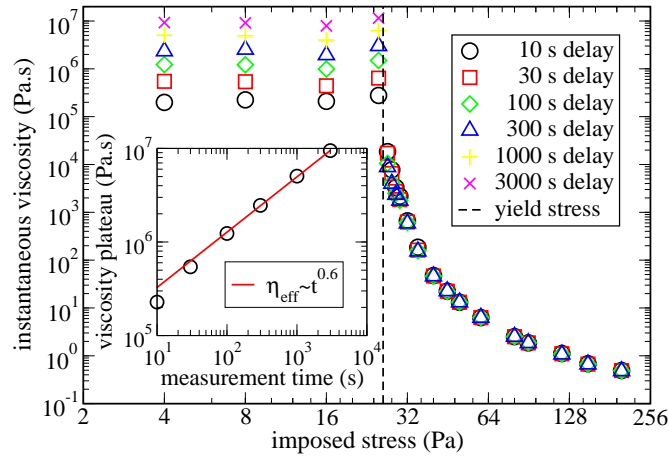 instantaneous viscosity (Pa.s)
10^7
10^6
10^5
10^4
10^3
10^2
10^1
10^0
10^-1
2
4
8
16
32
64
128
256
imposed stress (Pa)
10 s delay
30 s delay
100 s delay
300 s delay
1000 s delay
3000 s delay
yield stress
viscosity plateau (Pa.s)
10^7
10^6
10^5
10^1
10^2
10^3
10^4
measurement time (s)
η_eff~t^0.6